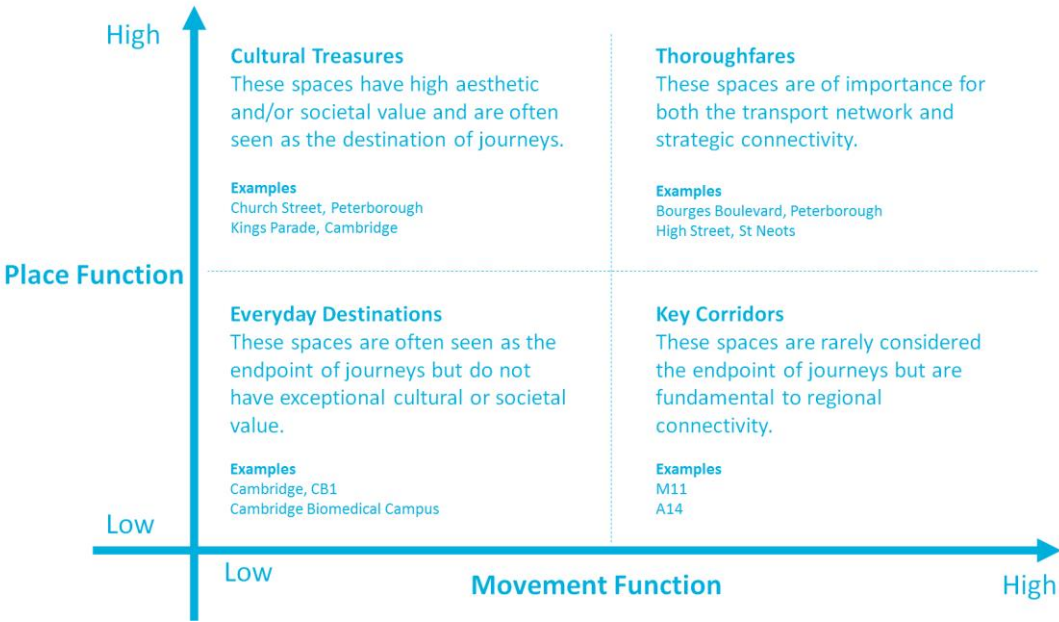 High
Cultural Treasures
These spaces have high aesthetic
and/or societal value and are often
seen as the destination of journeys.
Examples
Church Street, Peterborough
Kings Parade, Cambridge
Thoroughfares
These spaces are of importance for
both the transport network and
strategic connectivity.
Examples
Bourges Boulevard, Peterborough
High Street, St Neots
Place Function
Everyday Destinations
These spaces are often seen as the
endpoint of journeys but do not
have exceptional cultural or societal
value.
Examples
Cambridge, CB1
Cambridge Biomedical Campus
Key Corridors
These spaces are rarely considered
the endpoint of journeys but are
fundamental to regional
connectivity.
Examples
M11
A14
Low
Low
Movement Function
High